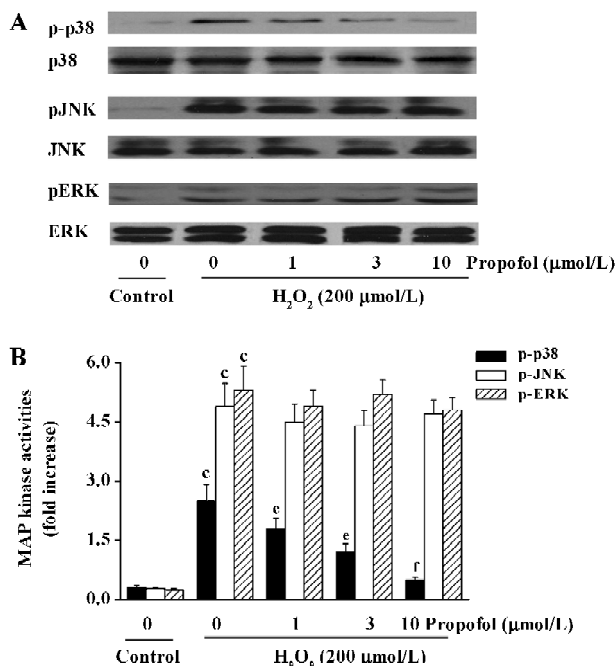 A
p-p38
p38
pJNK
JNK
pERK
ERK
0 0 1 3 10 Propofol (μmol/L)
Control H₂O₂ (200 μmol/L)
B
MAP kinase activities
(fold increase)
6.0
4.5
3.0
1.5
0.0
c
c
c
e
e
f
p-p38
p-JNK
p-ERK
0 0 1 3 10 Propofol (μmol/L)
Control H₂O₂ (200 μmol/L)